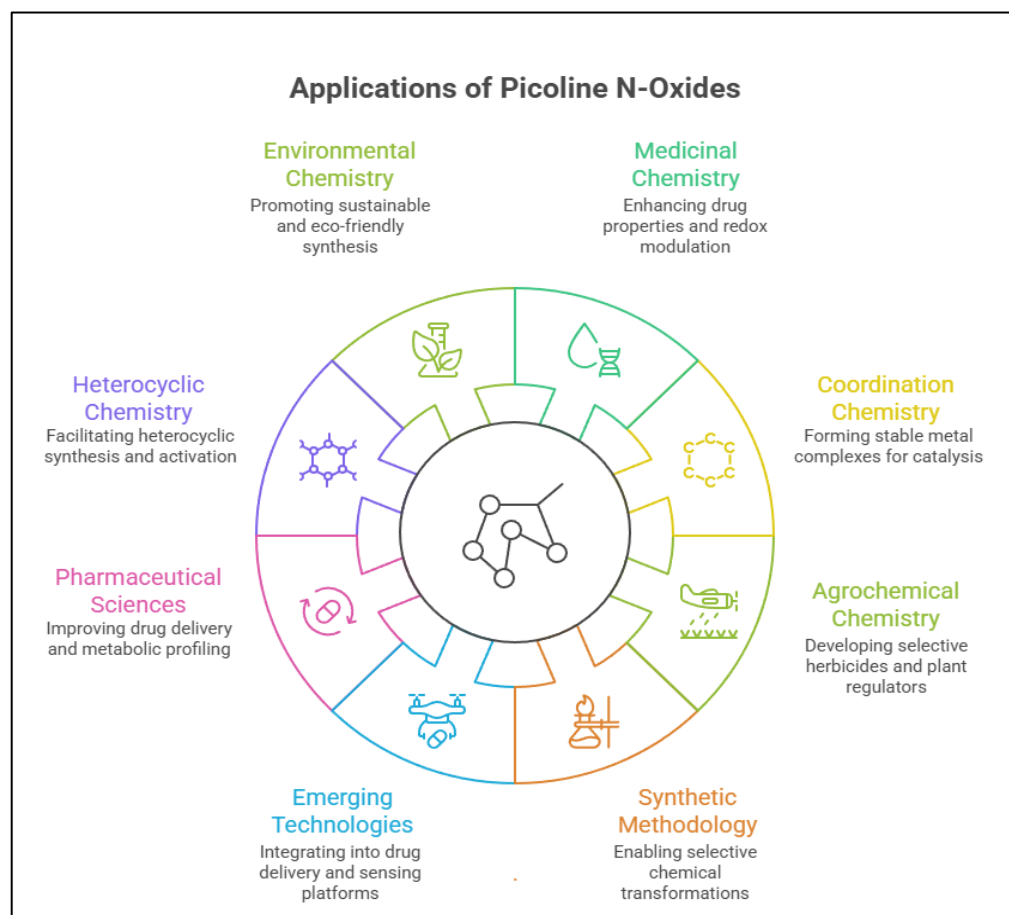 Applications of Picoline N-Oxides
Environmental
Chemistry
Promoting sustainable
and eco-friendly
synthesis
Medicinal
Chemistry
Enhancing drug
properties and redox
modulation
Heterocyclic
Chemistry
Facilitating heterocyclic
synthesis and activation
Coordination
Chemistry
Forming stable metal
complexes for catalysis
C
C
C
C
C
C
Pharmaceutical
Sciences
Improving drug delivery
and metabolic profiling
Agrochemical
Chemistry
Developing selective
herbicides and plant
regulators
Emerging
Technologies
Integrating into drug
delivery and sensing
platforms
Synthetic
Methodology
Enabling selective
chemical
transformations